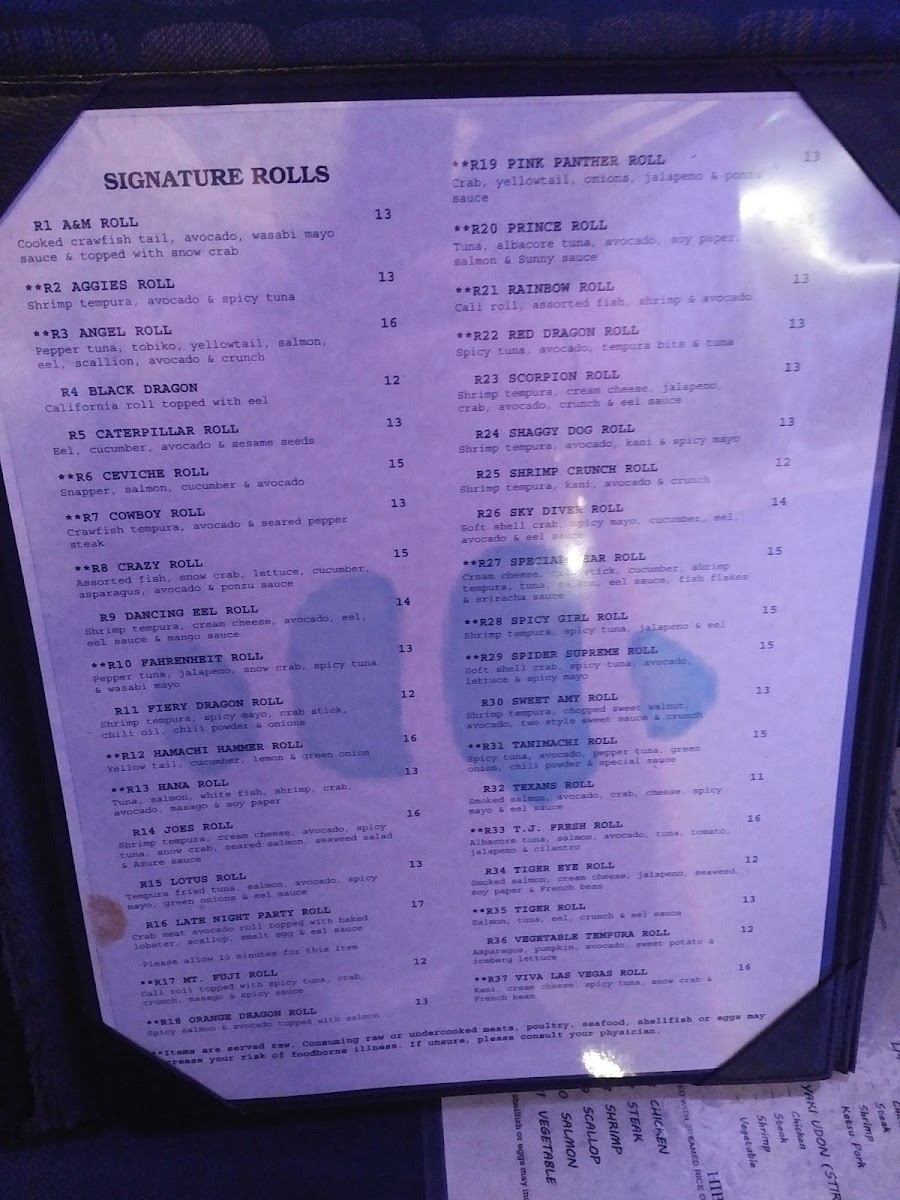 SIGNATURE ROLLS
R1 A&M ROLL 13
Cooked crawfish tail, avocado, wasabi mayo
sauce & topped with snow crab
**R2 AGGIES ROLL 13
Shrimp tempura, avocado & spicy tuna
**R3 ANGEL ROLL 16
Pepper tuna, tobiko, yellowtail, salmon,
eel, scallion, avocado & crunch
R4 BLACK DRAGON 12
California roll topped with eel
R5 CATERPILLAR ROLL 13
Eel, cucumber, avocado & sesame seeds
**R6 CEVICHE ROLL 15
Snapper, salmon, cucumber & avocado
**R7 COWBOY ROLL 13
Crawfish tempura, avocado & seared pepper
steak
**R8 CRAZY ROLL 15
Assorted fish, snow crab, lettuce, cucumber,
asparagus, avocado & ponzu sauce
R9 DANCING EEL ROLL 14
Shrimp tempura, cream cheese, avocado, eel,
eel sauce & mango sauce
**R10 FAHRENHEIT ROLL 13
Pepper tuna, jalapeno, snow crab, spicy tuna
& wasabi mayo
R11 FIERY DRAGON ROLL 12
Shrimp tempura, spicy mayo, crab stick,
chili oil, chili powder & onions
**R12 HAMACHI HAMMER ROLL 16
Yellow tail, cucumber, lemon & green onion
**R13 HANA ROLL 13
Tuna, salmon, white fish, shrimp, crab,
avocado, masago & soy paper
R14 JOES ROLL 16
Shrimp tempura, cream cheese, avocado, spicy
tuna, snow crab, seared salmon, seaweed salad
& Azure sauce
R15 LOTUS ROLL 13
Tempura fried tuna, salmon, avocado, spicy
mayo, green onions & eel sauce
R16 LATE NIGHT PARTY ROLL 17
Crab meat avocado roll topped with baked
lobster, scallop, smelt egg & eel sauce
-Please allow 10 minutes for this item
**R17 MT. FUJI ROLL 12
Cali roll topped with spicy tuna, crab,
crunch, masago & spicy sauce
**R18 ORANGE DRAGON ROLL 13
Spicy salmon & avocado topped with salmon
**R19 PINK PANTHER ROLL 13
Crab, yellowtail, onions, jalapeno & ponzu
sauce
**R20 PRINCE ROLL
Tuna, albacore tuna, avocado, soy paper,
salmon & Sunny sauce
**R21 RAINBOW ROLL 13
Cali roll, assorted fish, shrimp & avocado
**R22 RED DRAGON ROLL 13
Spicy tuna, avocado, tempura bits & tuna
R23 SCORPION ROLL 13
Shrimp tempura, cream cheese, jalapeno,
crab, avocado, crunch & eel sauce
R24 SHAGGY DOG ROLL 13
Shrimp tempura, avocado, kani & spicy mayo
R25 SHRIMP CRUNCH ROLL 12
Shrimp tempura, kani, avocado & crunch
R26 SKY DIVER ROLL 14
Soft shell crab, spicy mayo, cucumber, eel,
avocado & eel sauce
**R27 SPECIAL ROLL 15
Cream cheese, cucumber, shrimp
tempura, tuna, salmon, eel sauce, fish flakes
& sriracha sauce
**R28 SPICY GIRL ROLL 15
Shrimp tempura, spicy tuna, jalapeno & eel
**R29 SPIDER SUPREME ROLL 15
Soft shell crab, spicy tuna, avocado,
lettuce & spicy mayo
R30 SWEET AMY ROLL 13
Shrimp tempura, chopped sweet walnut,
avocado, two style sweet sauce & crunch
**R31 TANIMACHI ROLL 15
Spicy tuna, avocado, pepper tuna, green
onion, chili powder & special sauce
R32 TEXANS ROLL 11
Smoked salmon, avocado, crab, cheese, spicy
mayo & eel sauce
**R33 T.J. FRESH ROLL 16
Albacore tuna, salmon, avocado, tuna, tomato,
jalapeno & cilantro
R34 TIGER EYE ROLL 12
Smoked salmon, cream cheese, jalapeno, seaweed,
soy paper & French bean
**R35 TIGER ROLL 13
Salmon, tuna, eel, crunch & eel sauce
R36 VEGETABLE TEMPURA ROLL 12
Asparagus, pumpkin, avocado, sweet potato &
iceberg lettuce
**R37 VIVA LAS VEGAS ROLL 16
Kani, cream cheese, spicy tuna, snow crab &
French bean
**Items are served raw. Consuming raw or undercooked meats, poultry, seafood, shellfish or eggs may
increase your risk of foodborne illness. If unsure, please consult your physician.
VEGETABLE
SALMON
SCALLOP
SHRIMP
STEAK
CHICKEN
YAKI UDON
Chicken
Steak
Shrimp
Vegetable
Steak
Shrimp
Katsu Pork